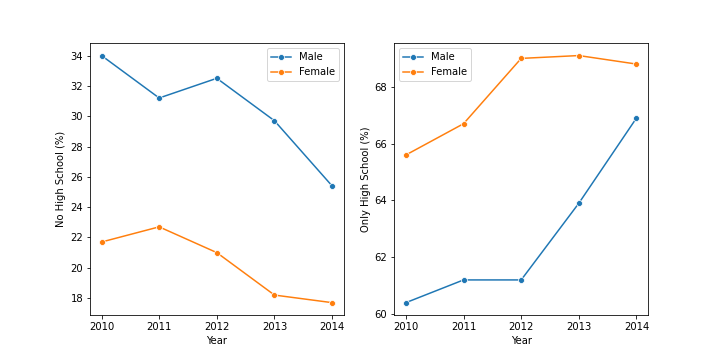 No High School (%)
34
32
30
28
26
24
22
20
18
Male
Female
2010 2011 2012 2013 2014
Year
Only High School (%)
68
66
64
62
60
Male
Female
2010 2011 2012 2013 2014
Year